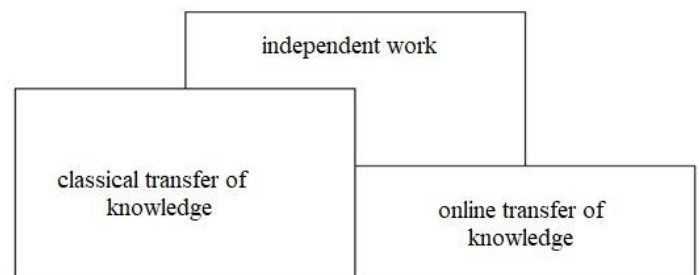 independent work
classical transfer of
knowledge
online transfer of
knowledge